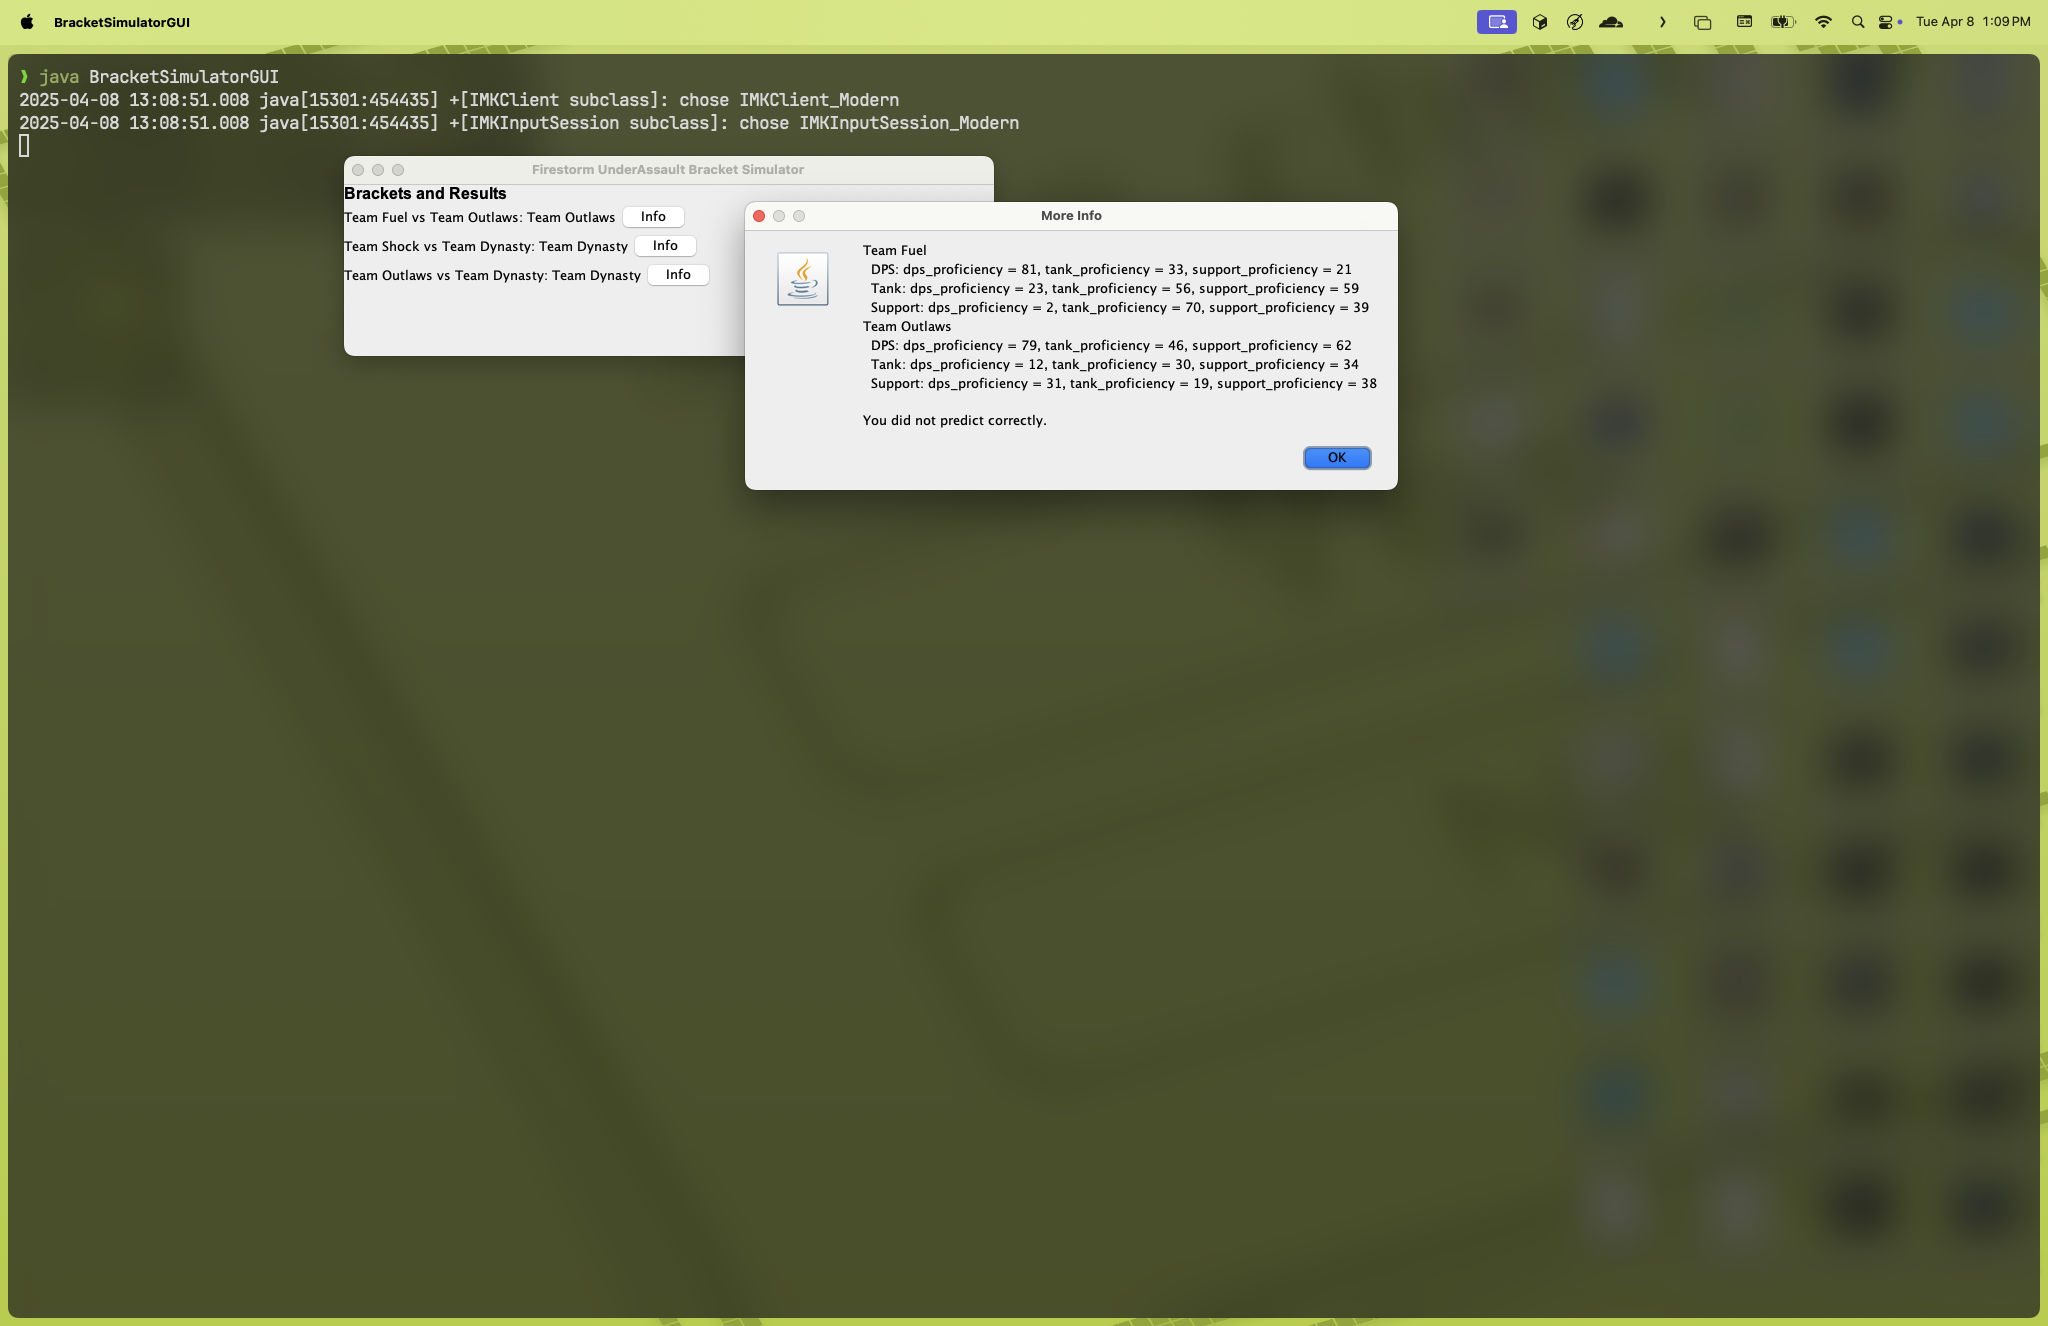 BracketSimulatorGUI
Tue Apr 8 1:09 PM
❱ java BracketSimulatorGUI
2025-04-08 13:08:51.008 java[15301:454435] +[IMKClient subclass]: chose IMKClient_Modern
2025-04-08 13:08:51.008 java[15301:454435] +[IMKInputSession subclass]: chose IMKInputSession_Modern
Firestorm UnderAssault Bracket Simulator
Brackets and Results
Team Fuel vs Team Outlaws: Team Outlaws Info
Team Shock vs Team Dynasty: Team Dynasty Info
Team Outlaws vs Team Dynasty: Team Dynasty Info
More Info
Team Fuel
DPS: dps_proficiency = 81, tank_proficiency = 33, support_proficiency = 21
Tank: dps_proficiency = 23, tank_proficiency = 56, support_proficiency = 59
Support: dps_proficiency = 2, tank_proficiency = 70, support_proficiency = 39
Team Outlaws
DPS: dps_proficiency = 79, tank_proficiency = 46, support_proficiency = 62
Tank: dps_proficiency = 12, tank_proficiency = 30, support_proficiency = 34
Support: dps_proficiency = 31, tank_proficiency = 19, support_proficiency = 38
You did not predict correctly.
OK